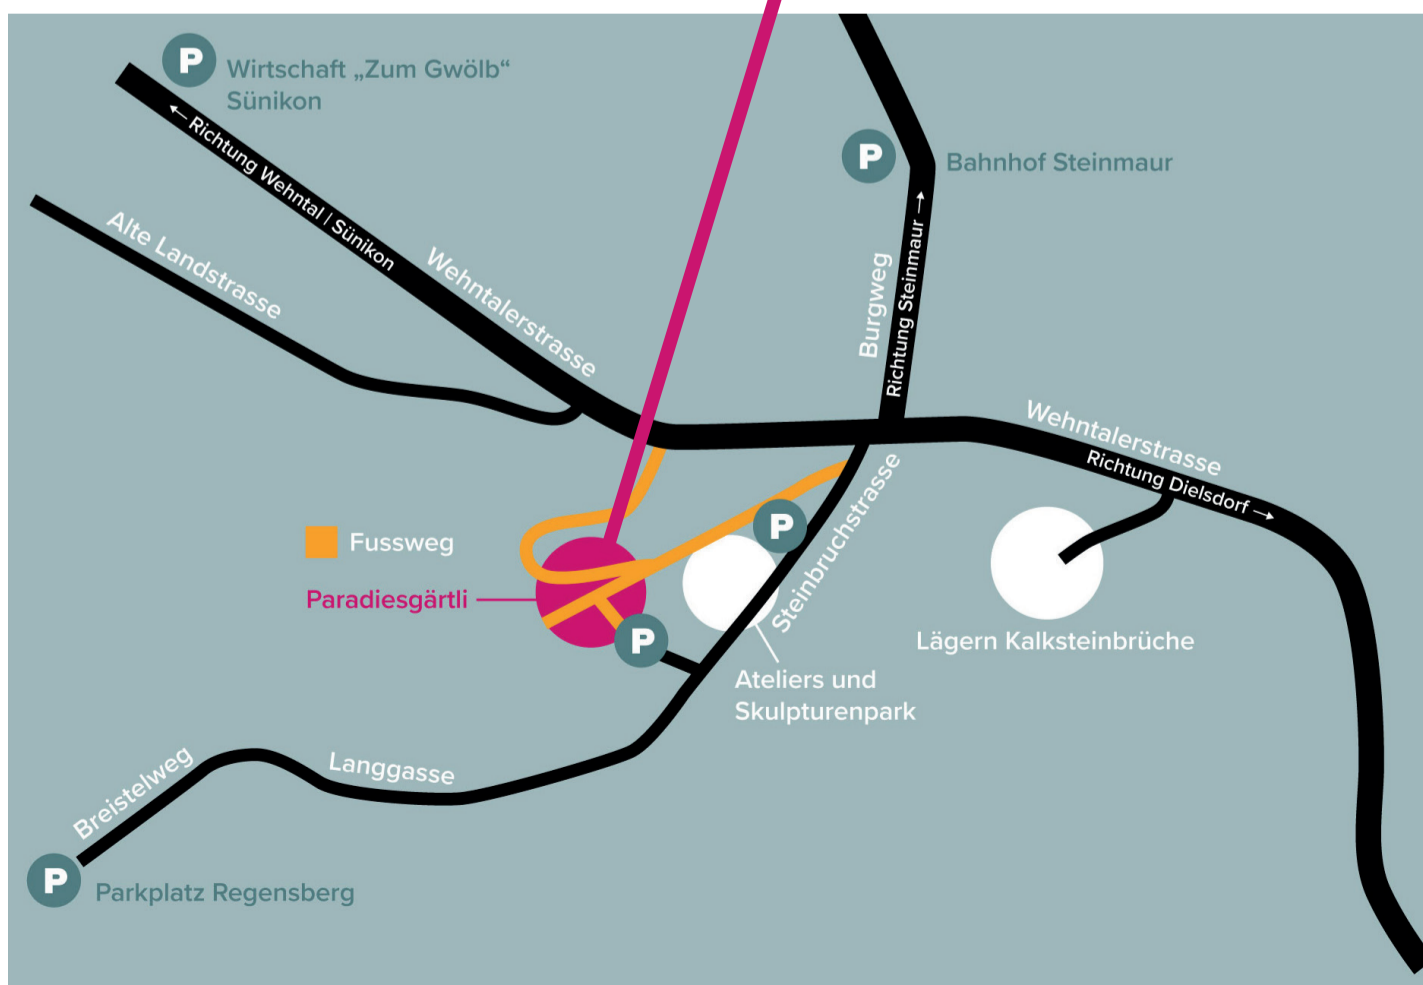 P
Wirtschaft „Zum Gwölb“
Sünikon
← Richtung Wehntal | Sünikon
Wehntalerstrasse
Alte Landstrasse
P
Bahnhof Steinmaur
Burgweg
Richtung Steinmaur →
Wehntalerstrasse
Richtung Dielsdorf →
Steinbruchstrasse
P
Fussweg
Paradiesgärtli
P
Lägern Kalksteinbrüche
Ateliers und
Skulpturenpark
Langgasse
Breistelweg
P
Parkplatz Regensberg